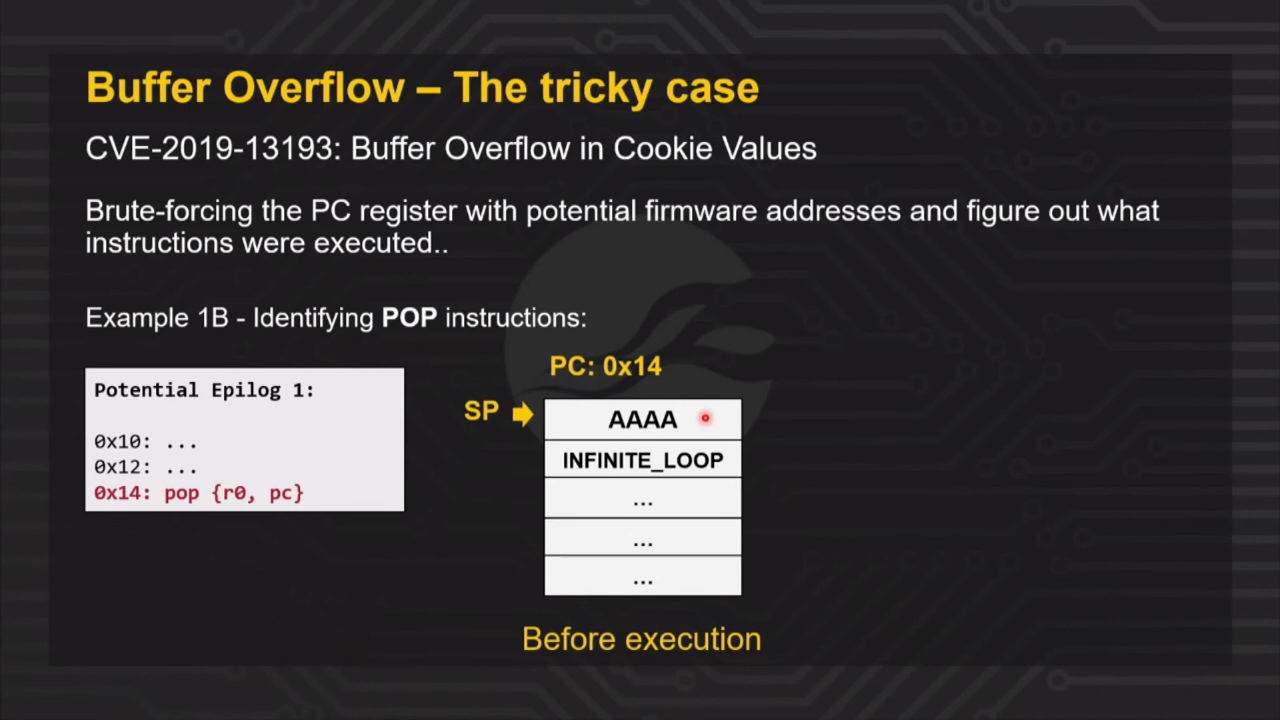 Buffer Overflow – The tricky case
CVE-2019-13193: Buffer Overflow in Cookie Values
Brute-forcing the PC register with potential firmware addresses and figure out what
instructions were executed..
Example 1B - Identifying POP instructions:
Potential Epilog 1:
0x10: ...
0x12: ...
0x14: pop {r0, pc}
PC: 0x14
SP
AAAA
INFINITE_LOOP
...
...
...
Before execution